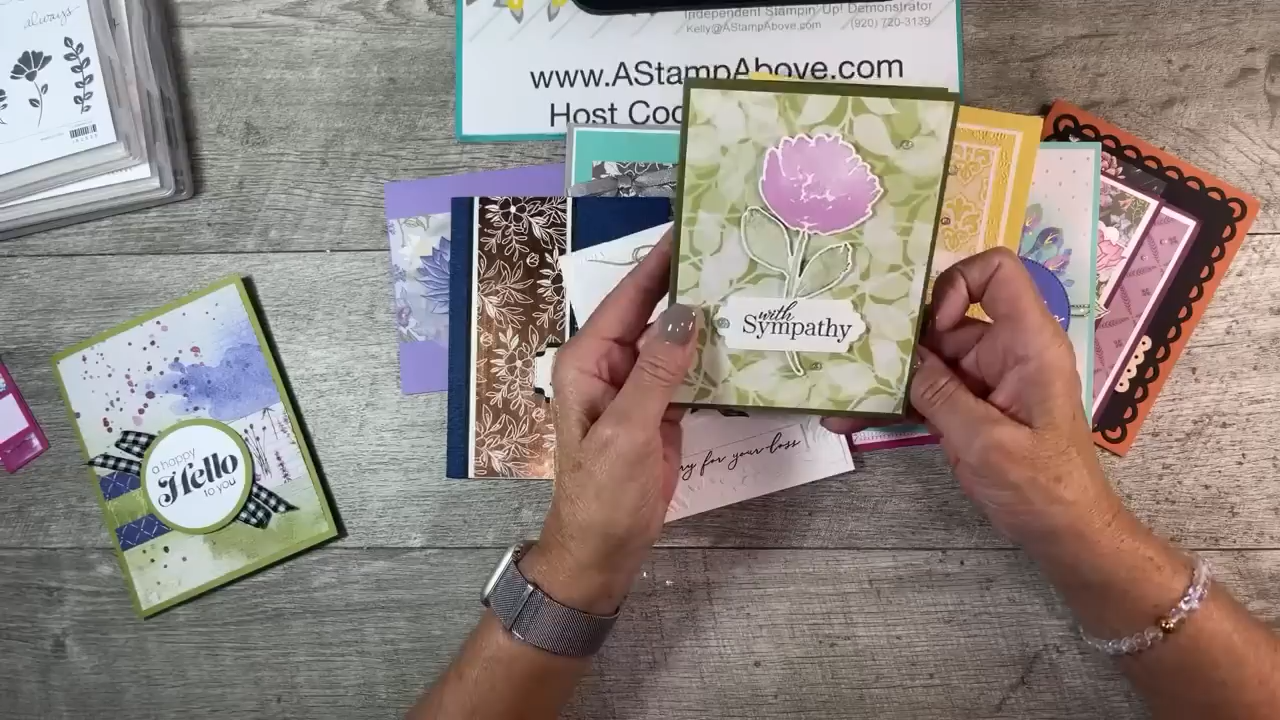 always
Independent Stampin' Up! Demonstrator
Kelly@AStampAbove.com (920) 720-3139
www.AStampAbove.com
Host
with
Sympathy
for your loss
a happy
Hello
to you